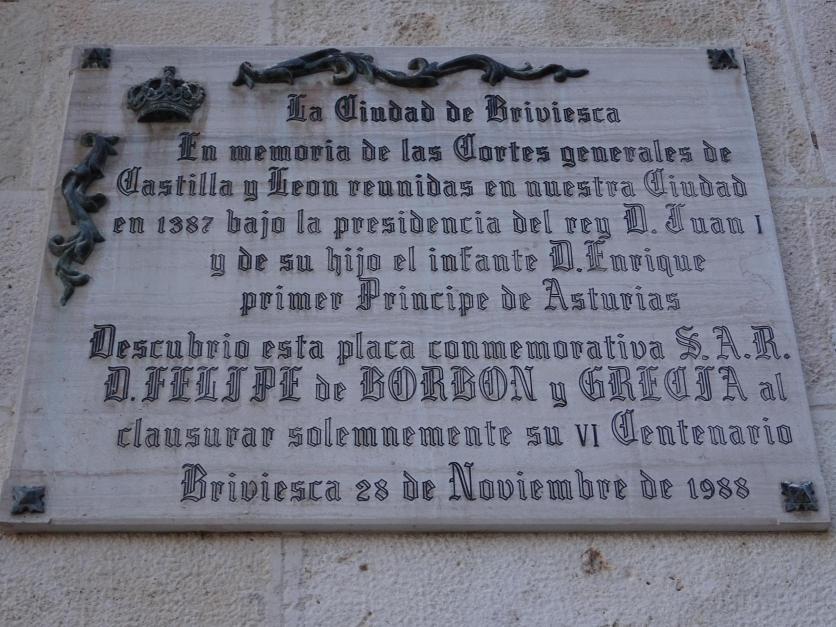 La Ciudad de Briviesca
En memoria de las Cortes generales de
Castilla y Leon reunidas en nuestra Ciudad
en 1387 bajo la presidencia del rey D. Juan I
y de su hijo el infante D. Enrique
primer Principe de Asturias
Descubrio esta placa conmemorativa S. A. R.
D. FELIPE de BORBON y GRECIA al
clausurar solemnemente su VI Centenario
Briviesca 28 de Noviembre de 1988